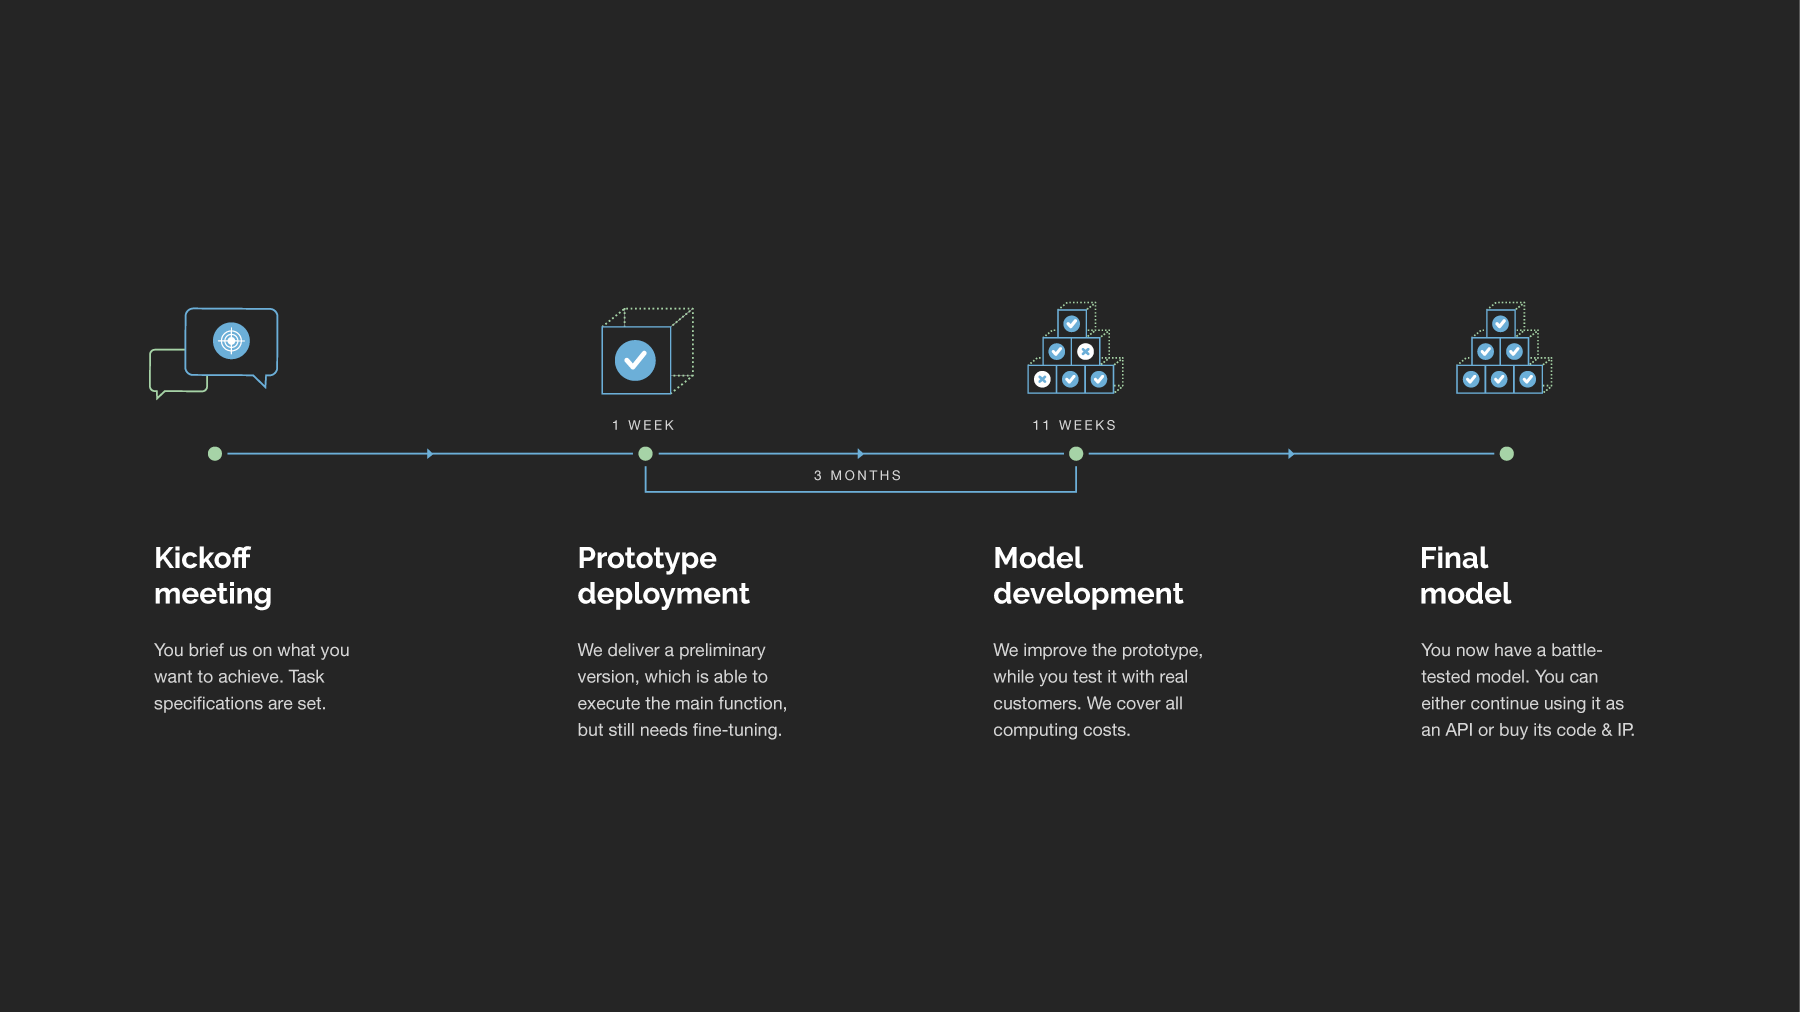 1 WEEK
11 WEEKS
3 MONTHS
Kickoff
meeting
You brief us on what you
want to achieve. Task
specifications are set.
Prototype
deployment
We deliver a preliminary
version, which is able to
execute the main function,
but still needs fine-tuning.
Model
development
We improve the prototype,
while you test it with real
customers. We cover all
computing costs.
Final
model
You now have a battle-
tested model. You can
either continue using it as
an API or buy its code & IP.